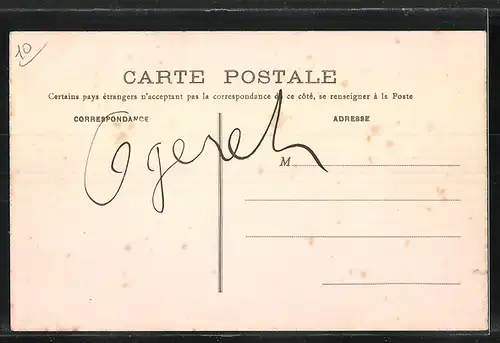 10
CARTE POSTALE
Certains pays étrangers n'acceptant pas la correspondance de ce côté, se renseigner à la Poste
CORRESPONDANCE
ADRESSE
M